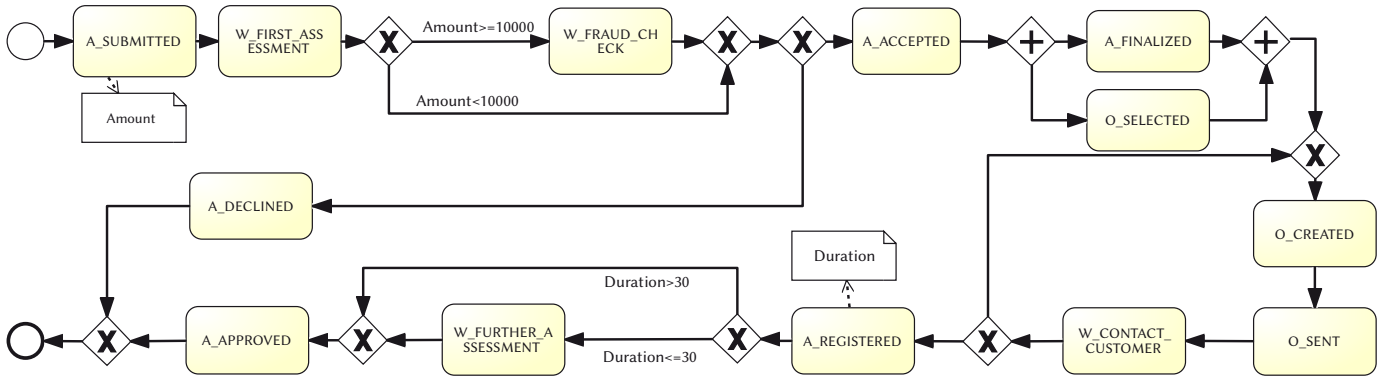 A_SUBMITTED
W_FIRST_ASS
ESSMENT
X
Amount>=10000
W_FRAUD_CH
ECK
X
X
A_ACCEPTED
+
A_FINALIZED
+
Amount<10000
Amount
O_SELECTED
X
A_DECLINED
O_CREATED
Duration
Duration>30
X
A_APPROVED
X
W_FURTHER_A
SSESSMENT
Duration<=30
X
A_REGISTERED
X
W_CONTACT_
CUSTOMER
O_SENT